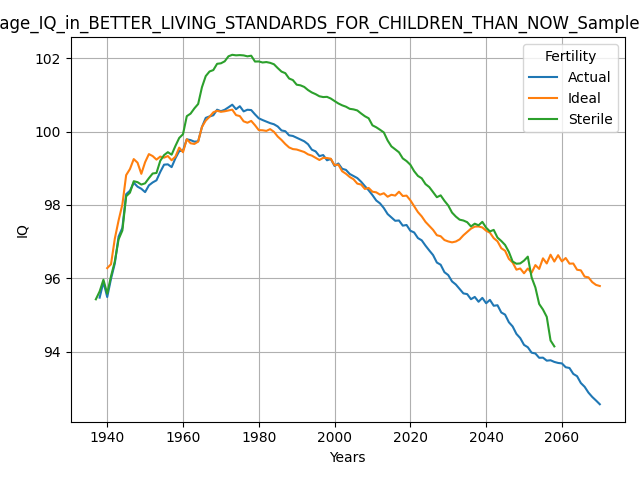 age_IQ_in_BETTER_LIVING_STANDARDS_FOR_CHILDREN_THAN_NOW_Sample
Fertility
Actual
Ideal
Sterile
IQ
102
100
98
96
94
1940 1960 1980 2000 2020 2040 2060
Years